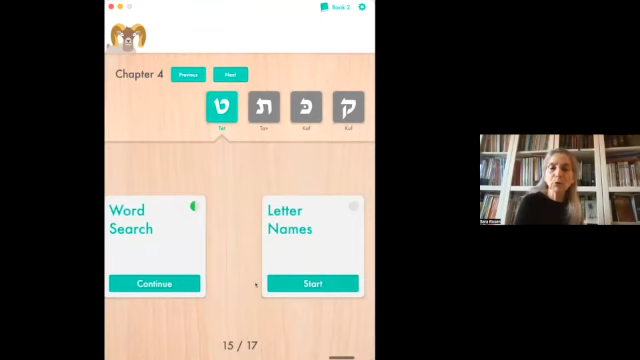 Book 2
Chapter 4
Previous
Next
ט
ת
כּ
ק
Tet
Tav
Kaf
Kuf
Word
Search
Continue
Letter
Names
Start
15 / 17